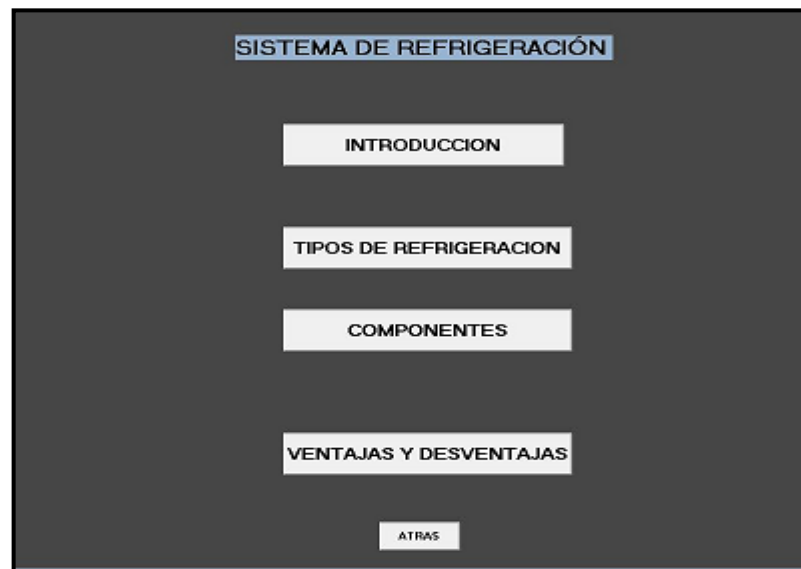 SISTEMA DE REFRIGERACIÓN
INTRODUCCION
TIPOS DE REFRIGERACION
COMPONENTES
VENTAJAS Y DESVENTAJAS
ATRAS